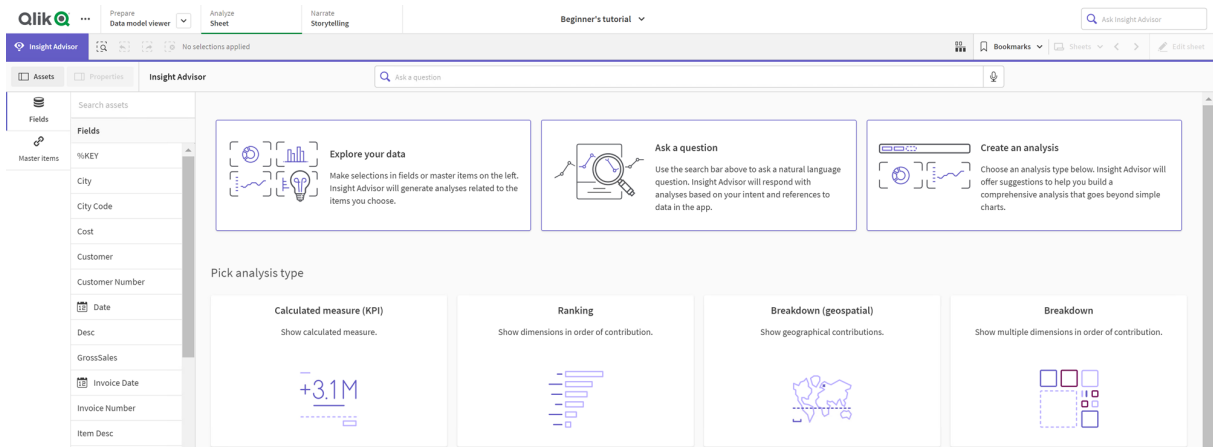 Qlik
Prepare
Data model viewer
Analyze
Sheet
Narrate
Storytelling
Beginner's tutorial
Ask Insight Advisor
Insight Advisor
No selections applied
Bookmarks
Sheets
Edit sheet
Assets
Properties
Insight Advisor
Ask a question
Fields
Master items
Search assets
Fields
%KEY
City
City Code
Cost
Customer
Customer Number
Date
Desc
GrossSales
Invoice Date
Invoice Number
Item Desc
Explore your data
Make selections in fields or master items on the left.
Insight Advisor will generate analyses related to the
items you choose.
Ask a question
Use the search bar above to ask a natural language
question. Insight Advisor will respond with
analyses based on your intent and references to
data in the app.
Create an analysis
Choose an analysis type below. Insight Advisor will
offer suggestions to help you build a
comprehensive analysis that goes beyond simple
charts.
Pick analysis type
Calculated measure (KPI)
Show calculated measure.
+3.1M
Ranking
Show dimensions in order of contribution.
Breakdown (geospatial)
Show geographical contributions.
Breakdown
Show multiple dimensions in order of contribution.